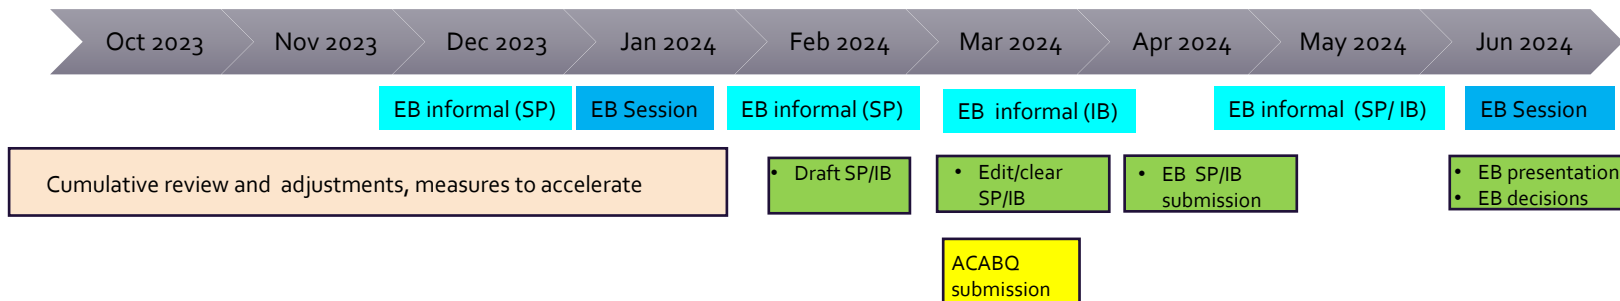 Oct 2023
Nov 2023
Dec 2023
Jan 2024
Feb 2024
Mar 2024
Apr 2024
May 2024
Jun 2024
EB informal (SP)
EB Session
EB informal (SP)
EB informal (IB)
EB informal (SP/ IB)
EB Session
Cumulative review and adjustments, measures to accelerate
• Draft SP/IB
• Edit/clear
SP/IB
• EB SP/IB
submission
• EB presentation
• EB decisions
ACABQ
submission